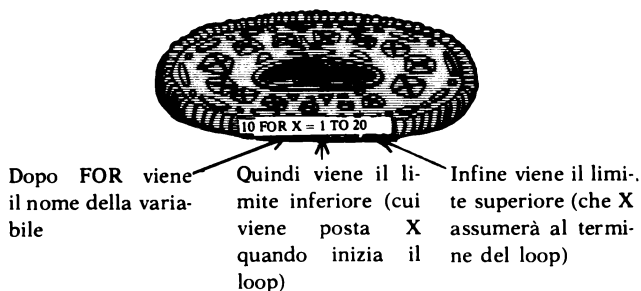 10 FOR X = 1 TO 20
Dopo FOR viene
il nome della varia-
bile
Quindi viene il li-
mite inferiore (cui
viene posta X
quando inizia il
loop)
Infine viene il limi-
te superiore (che X
assumerà al termi-
ne del loop)